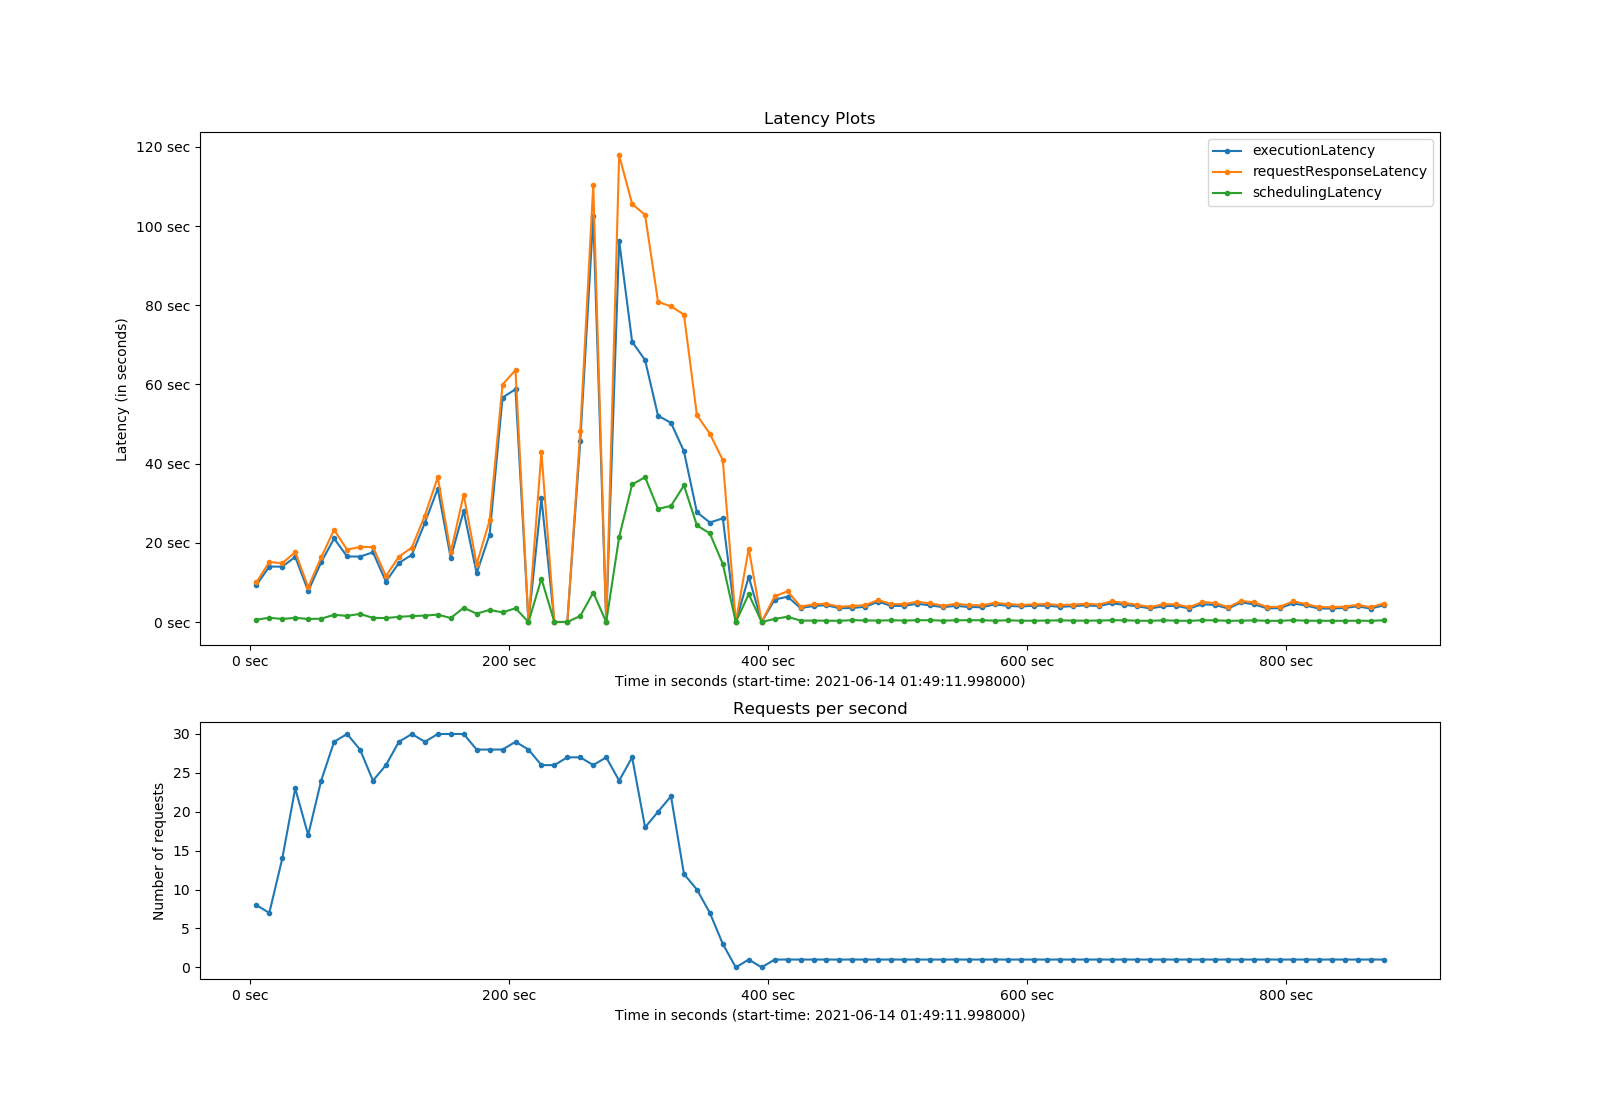 Latency Plots
120 sec
100 sec
80 sec
60 sec
40 sec
20 sec
0 sec
Latency (in seconds)
executionLatency
requestResponseLatency
schedulingLatency
0 sec 200 sec 400 sec 600 sec 800 sec
Time in seconds (start-time: 2021-06-14 01:49:11.998000)
Requests per second
30
25
20
15
10
5
0
Number of requests
0 sec 200 sec 400 sec 600 sec 800 sec
Time in seconds (start-time: 2021-06-14 01:49:11.998000)